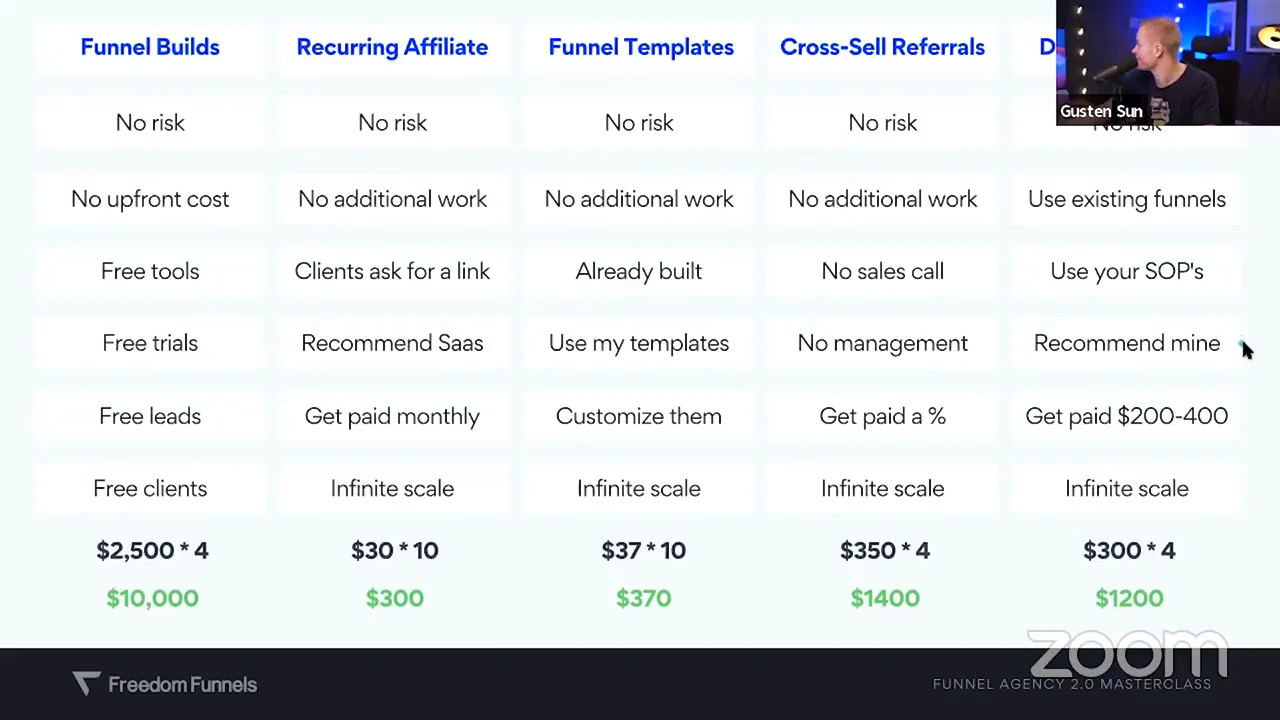 Funnel Builds
Recurring Affiliate
Funnel Templates
Cross-Sell Referrals
D
Gusten Sun
No risk
No risk
No risk
No risk
No risk
No upfront cost
No additional work
No additional work
No additional work
Use existing funnels
Free tools
Clients ask for a link
Already built
No sales call
Use your SOP's
Free trials
Recommend Saas
Use my templates
No management
Recommend mine
Free leads
Get paid monthly
Customize them
Get paid a %
Get paid $200-400
Free clients
Infinite scale
Infinite scale
Infinite scale
Infinite scale
$2,500 * 4
$30 * 10
$37 * 10
$350 * 4
$300 * 4
$10,000
$300
$370
$1400
$1200
zoom
Freedom Funnels
FUNNEL AGENCY 2.0 MASTERCLASS